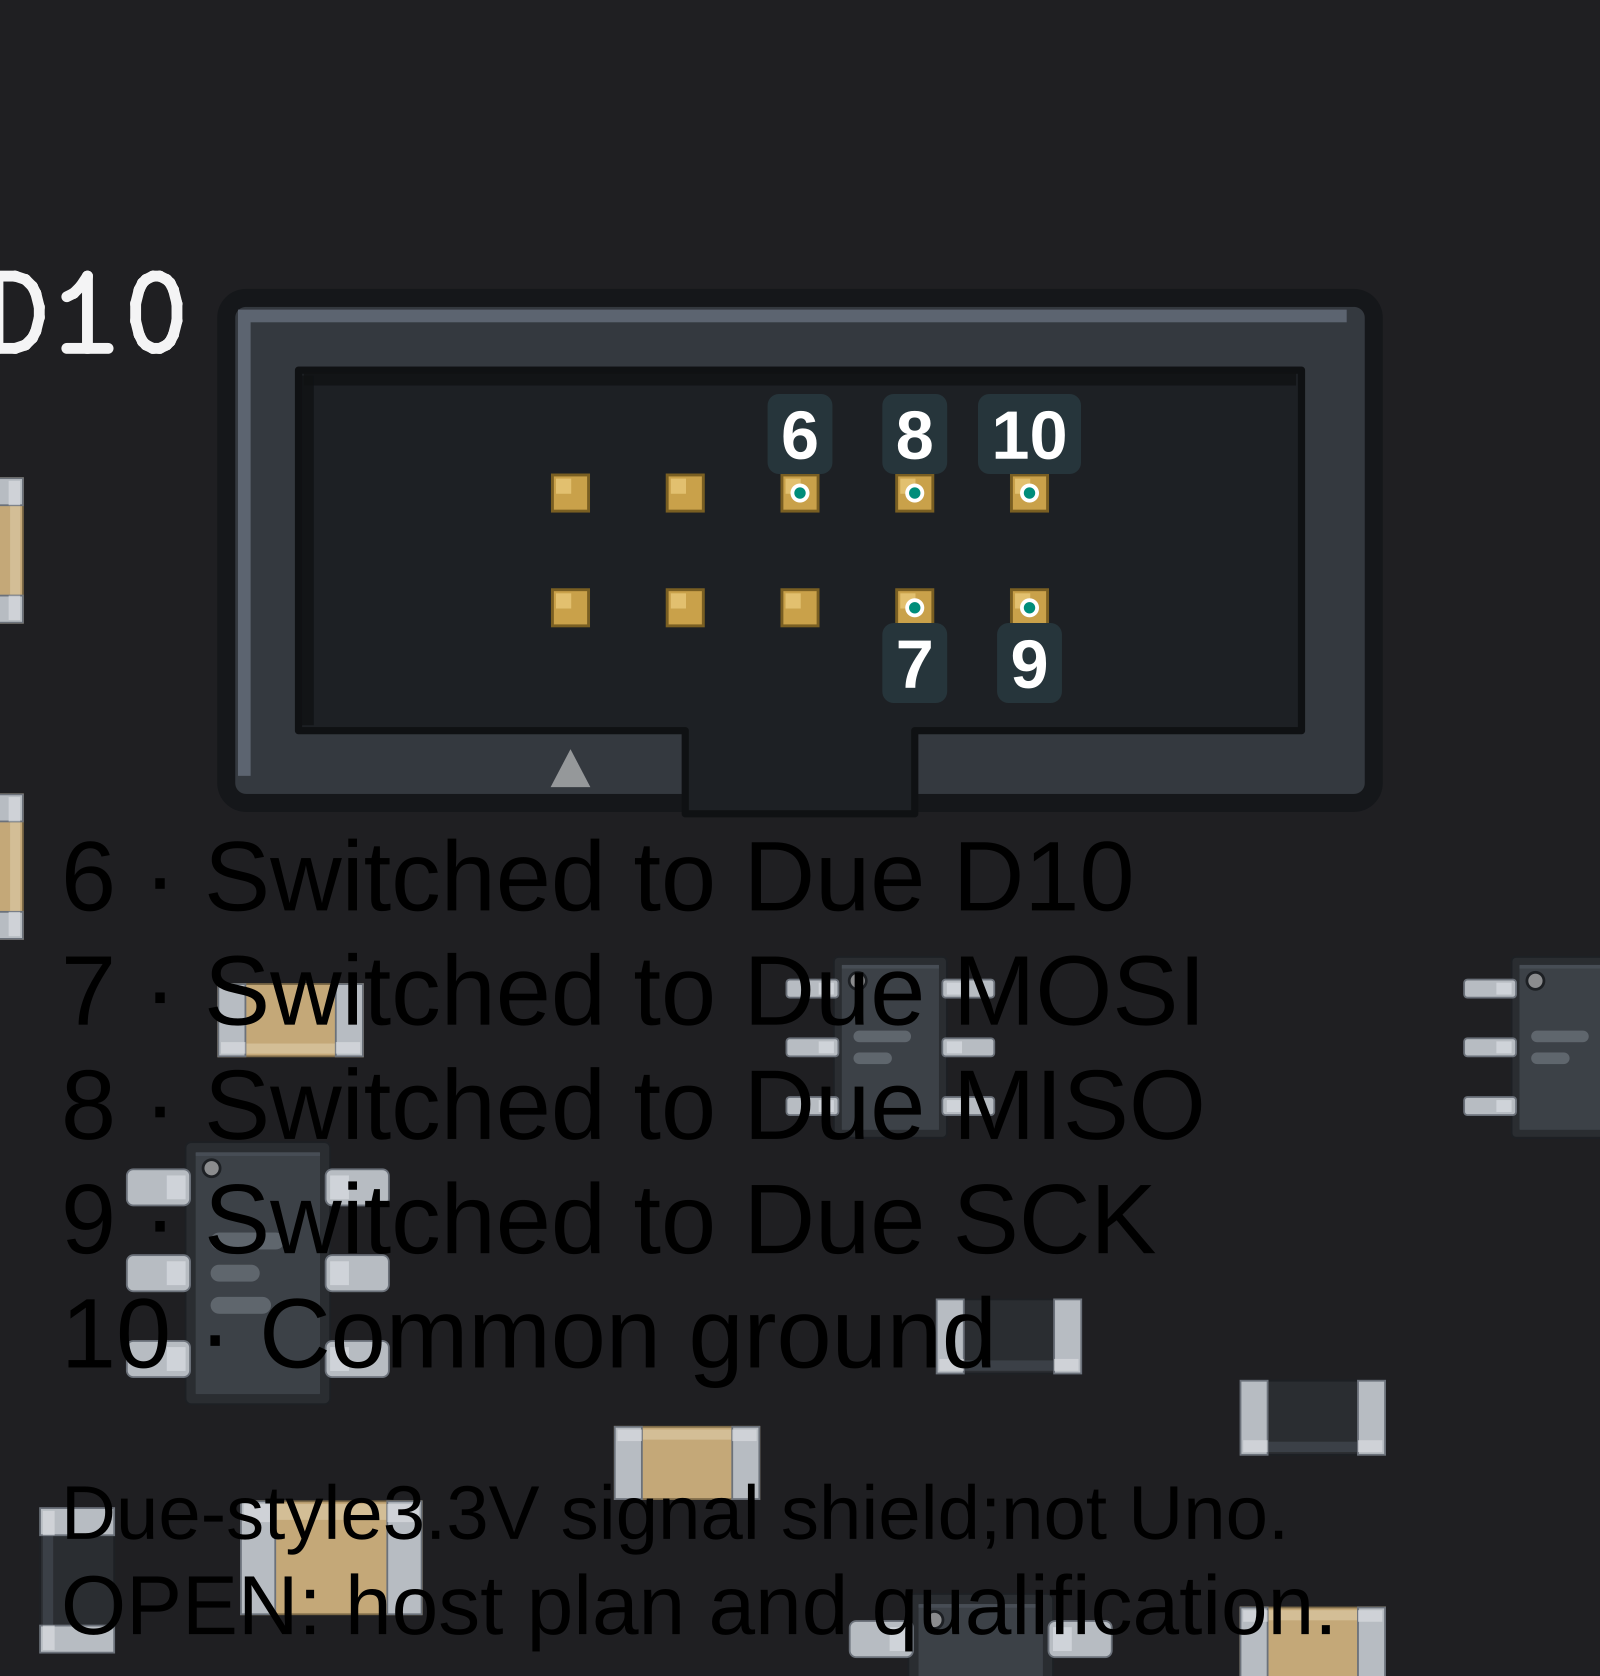 D10
6 8 10
7 9
6 · Switched to Due D10
7 · Switched to Due MOSI
8 · Switched to Due MISO
9 · Switched to Due SCK
10 · Common ground
Due-style3.3V signal shield;not Uno.
OPEN: host plan and qualification.